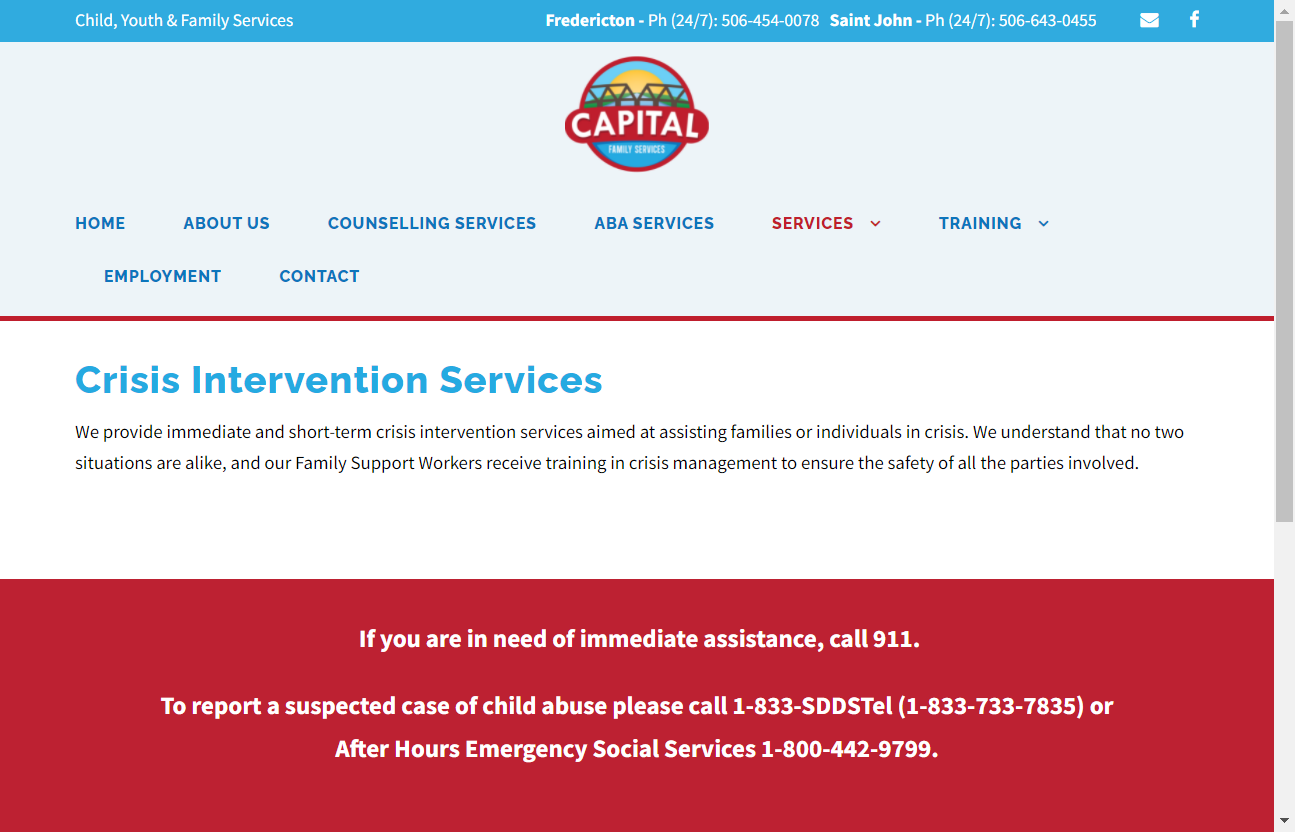 Child, Youth & Family Services
Fredericton - Ph (24/7): 506-454-0078 Saint John - Ph (24/7): 506-643-0455
CAPITAL
FAMILY SERVICES
HOME ABOUT US COUNSELLING SERVICES ABA SERVICES SERVICES TRAINING
EMPLOYMENT CONTACT
Crisis Intervention Services
We provide immediate and short-term crisis intervention services aimed at assisting families or individuals in crisis. We understand that no two
situations are alike, and our Family Support Workers receive training in crisis management to ensure the safety of all the parties involved.
If you are in need of immediate assistance, call 911.
To report a suspected case of child abuse please call 1-833-SDDSTel (1-833-733-7835) or
After Hours Emergency Social Services 1-800-442-9799.